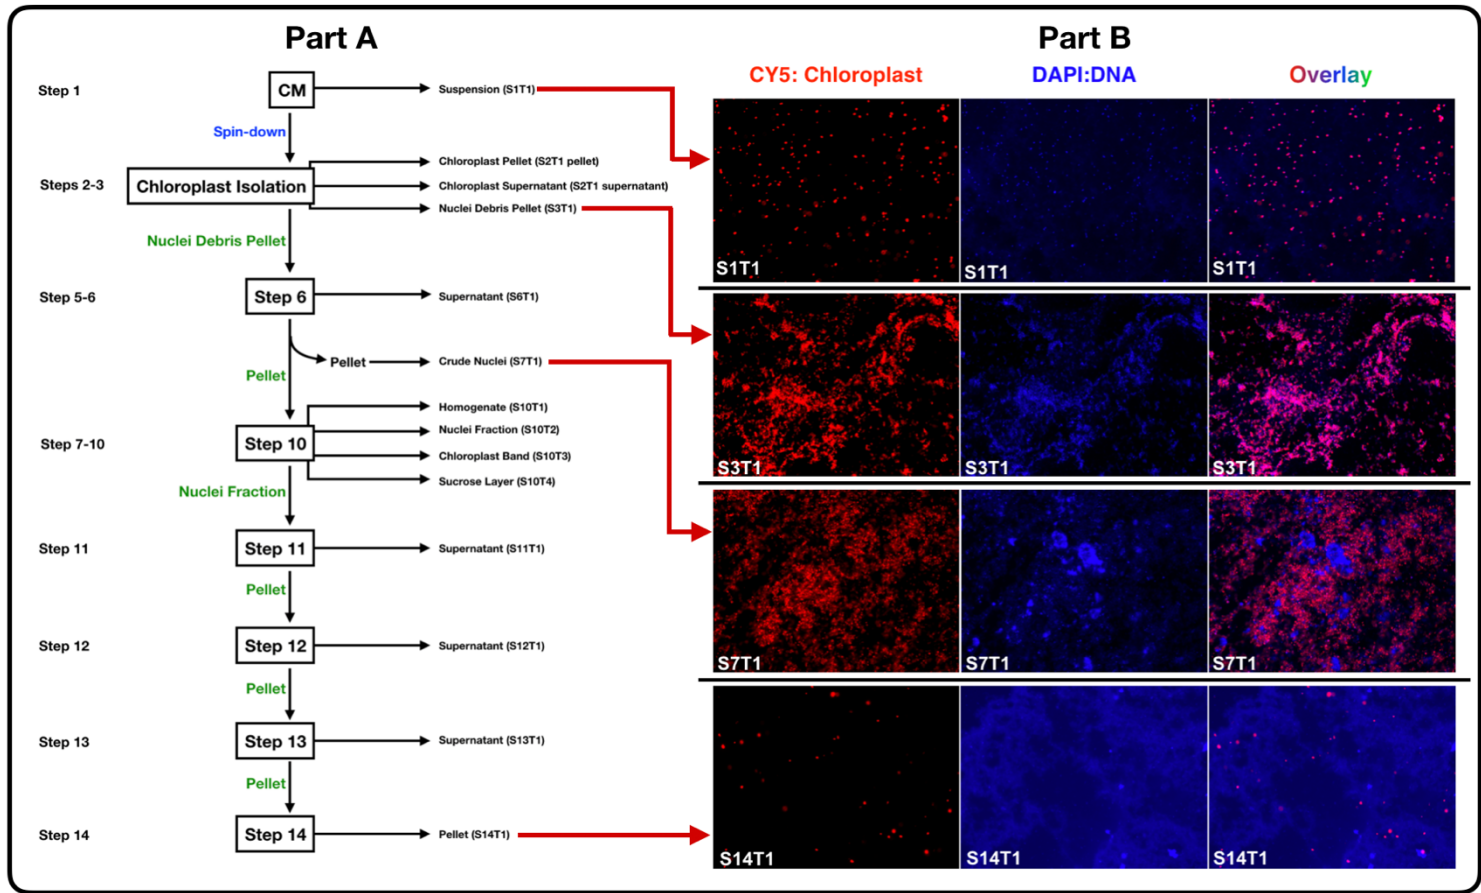 Part A
Part B
CY5: Chloroplast
DAPI:DNA
Overlay
Step 1
CM
Suspension (S1T1)
Spin-down
Steps 2-3
Chloroplast Isolation
Chloroplast Pellet (S2T1 pellet)
Chloroplast Supernatant (S2T1 supernatant)
Nuclei Debris Pellet (S3T1)
Nuclei Debris Pellet
Step 5-6
Step 6
Supernatant (S6T1)
Pellet
Crude Nuclei (S7T1)
Pellet
Step 7-10
Step 10
Homogenate (S10T1)
Nuclei Fraction (S10T2)
Chloroplast Band (S10T3)
Sucrose Layer (S10T4)
Nuclei Fraction
Step 11
Step 11
Supernatant (S11T1)
Pellet
Step 12
Step 12
Supernatant (S12T1)
Pellet
Step 13
Step 13
Supernatant (S13T1)
Pellet
Step 14
Step 14
Pellet (S14T1)
S1T1
S1T1
S1T1
S3T1
S3T1
S3T1
S7T1
S7T1
S7T1
S14T1
S14T1
S14T1